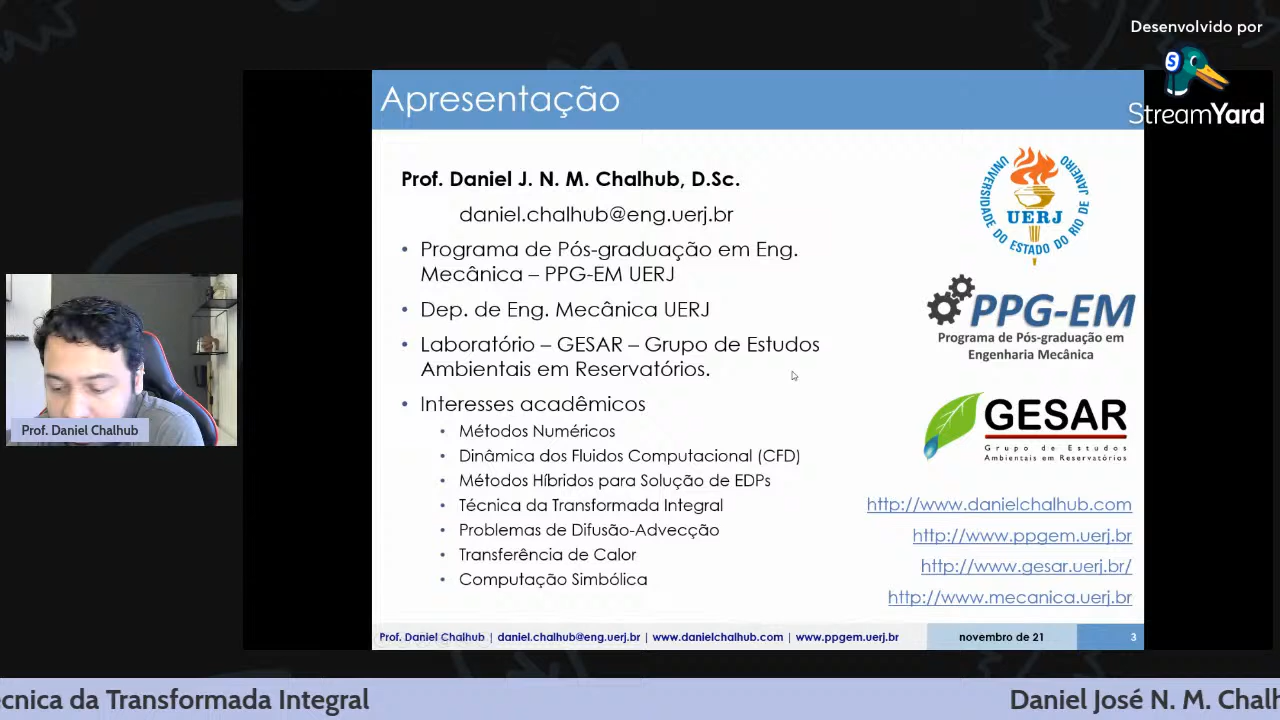 Desenvolvido por
StreamYard
Apresentação
Prof. Daniel J. N. M. Chalhub, D.Sc.
daniel.chalhub@eng.uerj.br
• Programa de Pós-graduação em Eng.
Mecânica – PPG-EM UERJ
• Dep. de Eng. Mecânica UERJ
• Laboratório – GESAR – Grupo de Estudos
Ambientais em Reservatórios.
• Interesses acadêmicos
• Métodos Numéricos
• Dinâmica dos Fluidos Computacional (CFD)
• Métodos Híbridos para Solução de EDPs
• Técnica da Transformada Integral
• Problemas de Difusão-Advecção
• Transferência de Calor
• Computação Simbólica
UNIVERSIDADE DO ESTADO DO RIO DE JANEIRO
UERJ
PPG-EM
Programa de Pós-graduação em
Engenharia Mecânica
GESAR
Grupo de Estudos
Ambientais em Reservatórios
http://www.danielchalhub.com
http://www.ppgem.uerj.br
http://www.gesar.uerj.br/
http://www.mecanica.uerj.br
Prof. Daniel Chalhub | daniel.chalhub@eng.uerj.br | www.danielchalhub.com | www.ppgem.uerj.br
novembro de 21
3
Prof. Daniel Chalhub
écnica da Transformada Integral
Daniel José N. M. Chalh